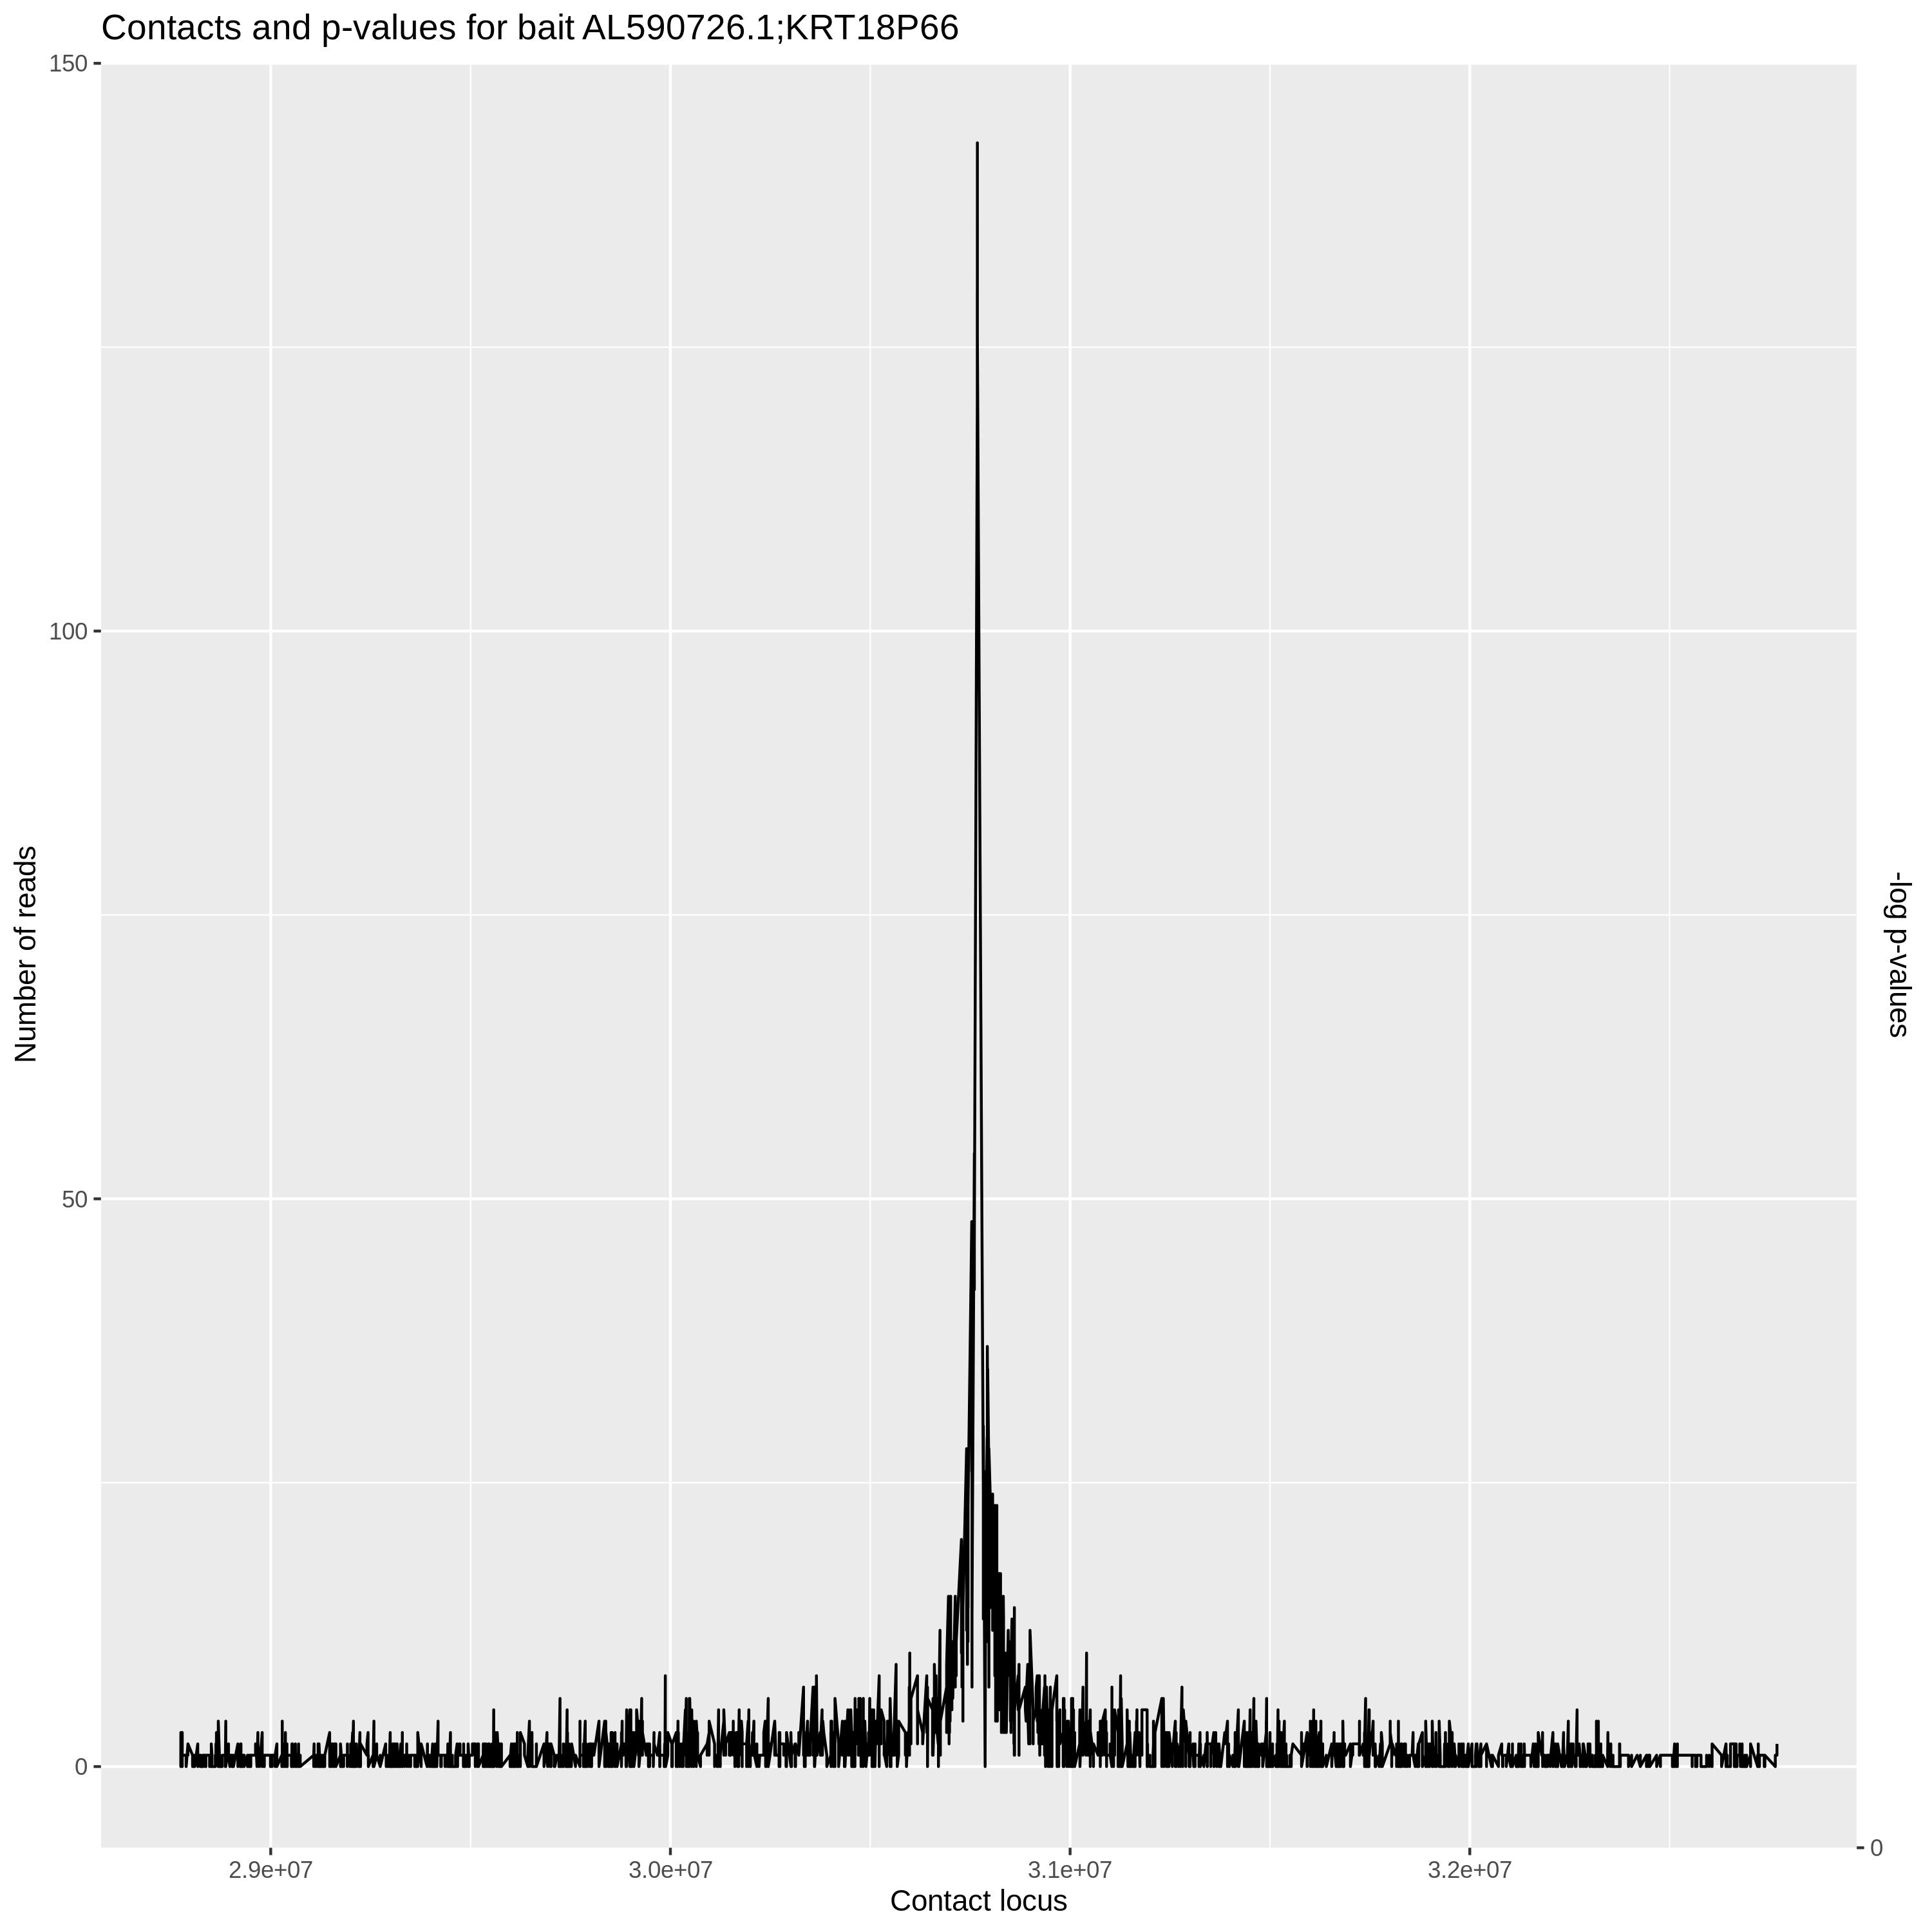 Contacts and p-values for bait AL590726.1;KRT18P66
150
100
50
0
Number of reads
-log p-values
0
2.9e+07 3.0e+07 3.1e+07 3.2e+07
Contact locus